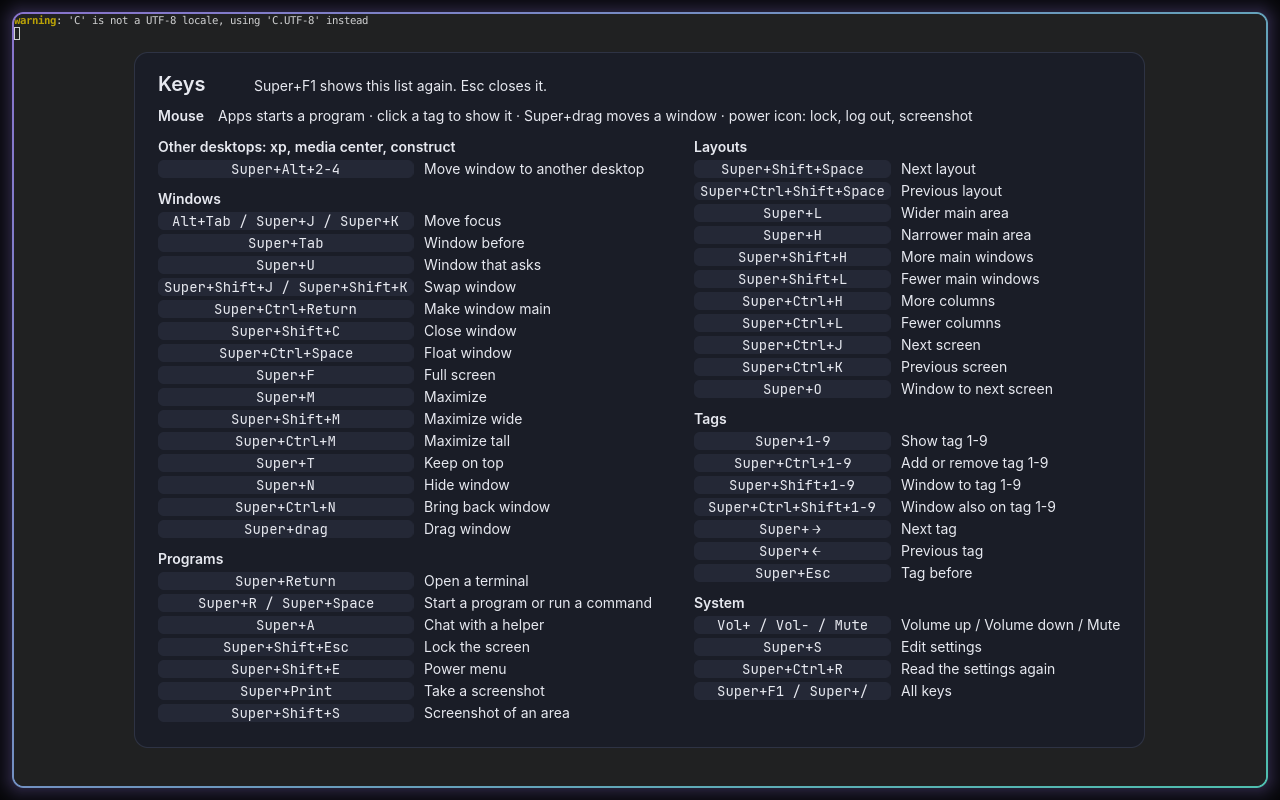 warning: 'C' is not a UTF-8 locale, using 'C.UTF-8' instead
Keys Super+F1 shows this list again. Esc closes it.
Mouse Apps starts a program · click a tag to show it · Super+drag moves a window · power icon: lock, log out, screenshot
Other desktops: xp, media center, construct
Super+Alt+2-4 Move window to another desktop
Windows
Alt+Tab / Super+J / Super+K Move focus
Super+Tab Window before
Super+U Window that asks
Super+Shift+J / Super+Shift+K Swap window
Super+Ctrl+Return Make window main
Super+Shift+C Close window
Super+Ctrl+Space Float window
Super+F Full screen
Super+M Maximize
Super+Shift+M Maximize wide
Super+Ctrl+M Maximize tall
Super+T Keep on top
Super+N Hide window
Super+Ctrl+N Bring back window
Super+drag Drag window
Programs
Super+Return Open a terminal
Super+R / Super+Space Start a program or run a command
Super+A Chat with a helper
Super+Shift+Esc Lock the screen
Super+Shift+E Power menu
Super+Print Take a screenshot
Super+Shift+S Screenshot of an area
Layouts
Super+Shift+Space Next layout
Super+Ctrl+Shift+Space Previous layout
Super+L Wider main area
Super+H Narrower main area
Super+Shift+H More main windows
Super+Shift+L Fewer main windows
Super+Ctrl+H More columns
Super+Ctrl+L Fewer columns
Super+Ctrl+J Next screen
Super+Ctrl+K Previous screen
Super+O Window to next screen
Tags
Super+1-9 Show tag 1-9
Super+Ctrl+1-9 Add or remove tag 1-9
Super+Shift+1-9 Window to tag 1-9
Super+Ctrl+Shift+1-9 Window also on tag 1-9
Super+→ Next tag
Super+← Previous tag
Super+Esc Tag before
System
Vol+ / Vol- / Mute Volume up / Volume down / Mute
Super+S Edit settings
Super+Ctrl+R Read the settings again
Super+F1 / Super+/ All keys